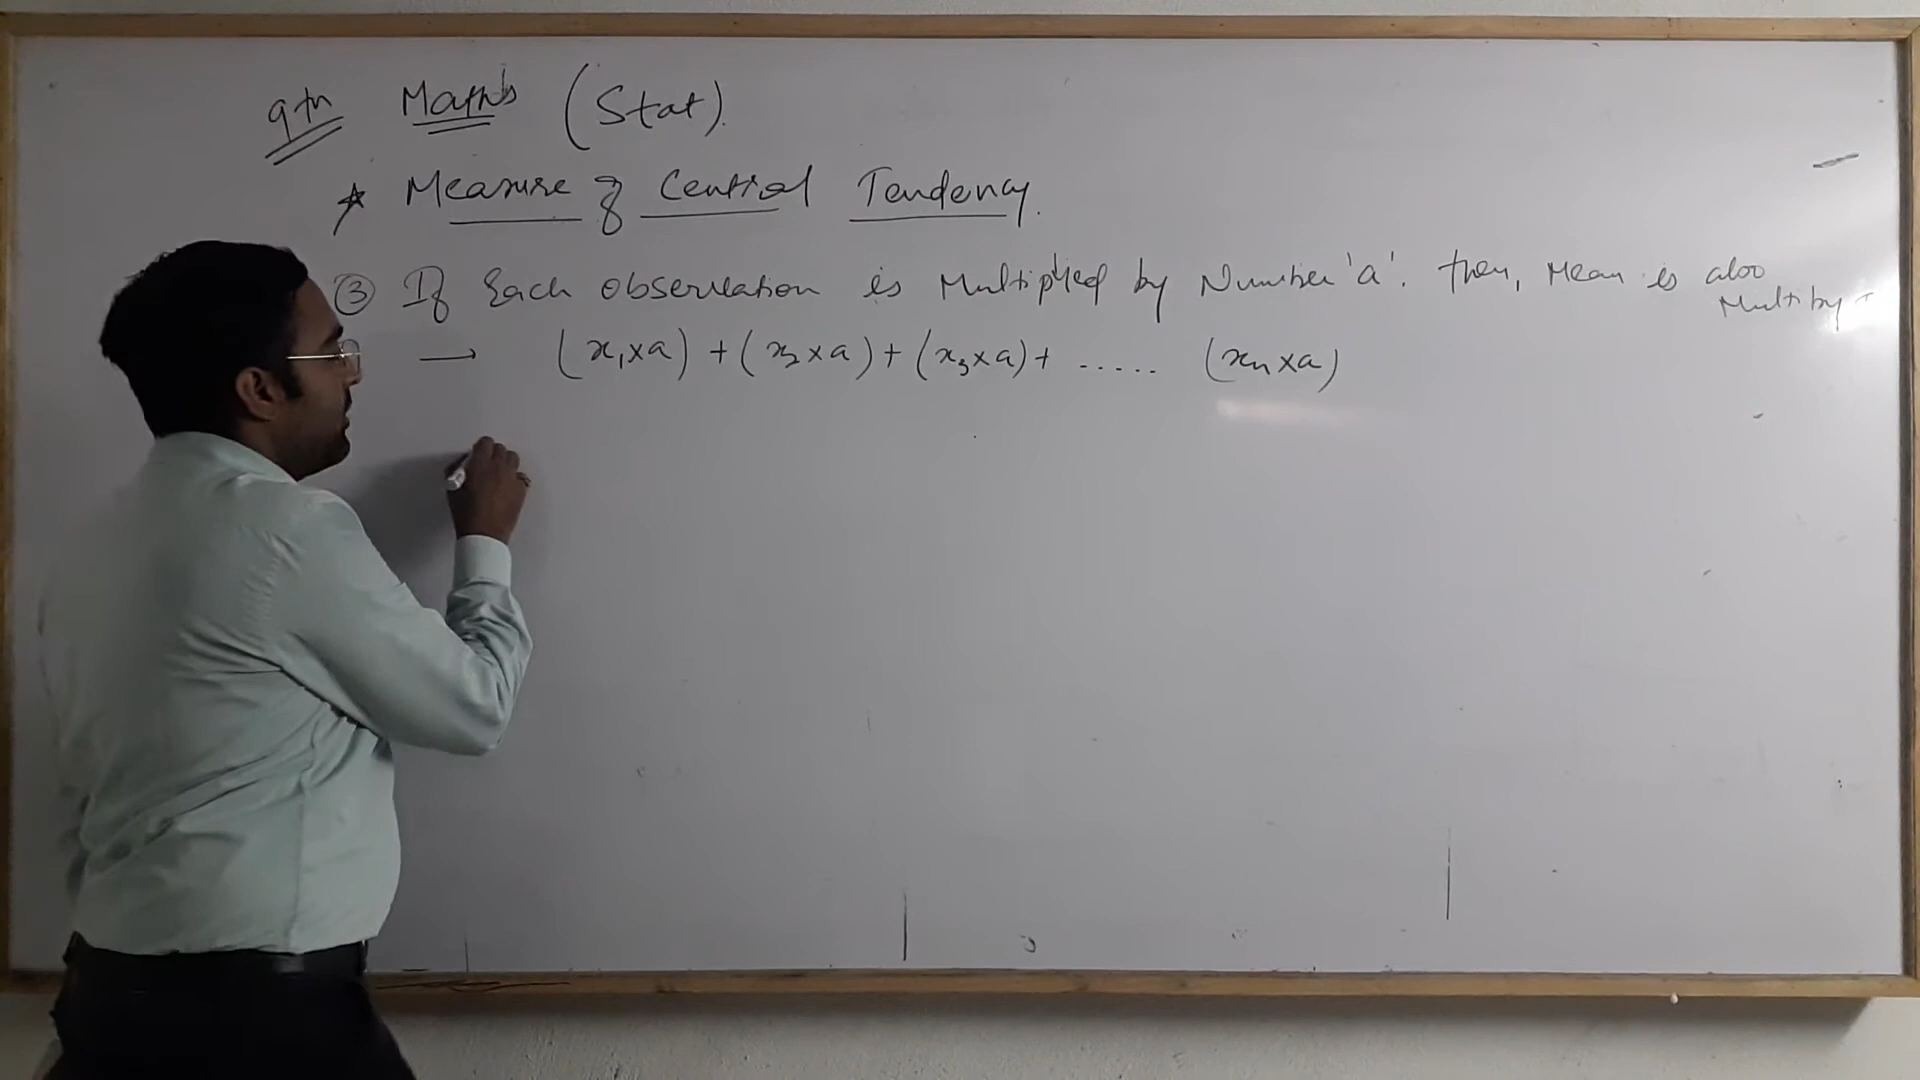 9th Maths (Stat).
* Measure of Central Tendency.
③ If Each observation is Multiplied by Number 'a'. then, Mean is also Multi by -
→ (x₁×a) + (x₂×a) + (x₃×a) + ..... (xₙ×a)